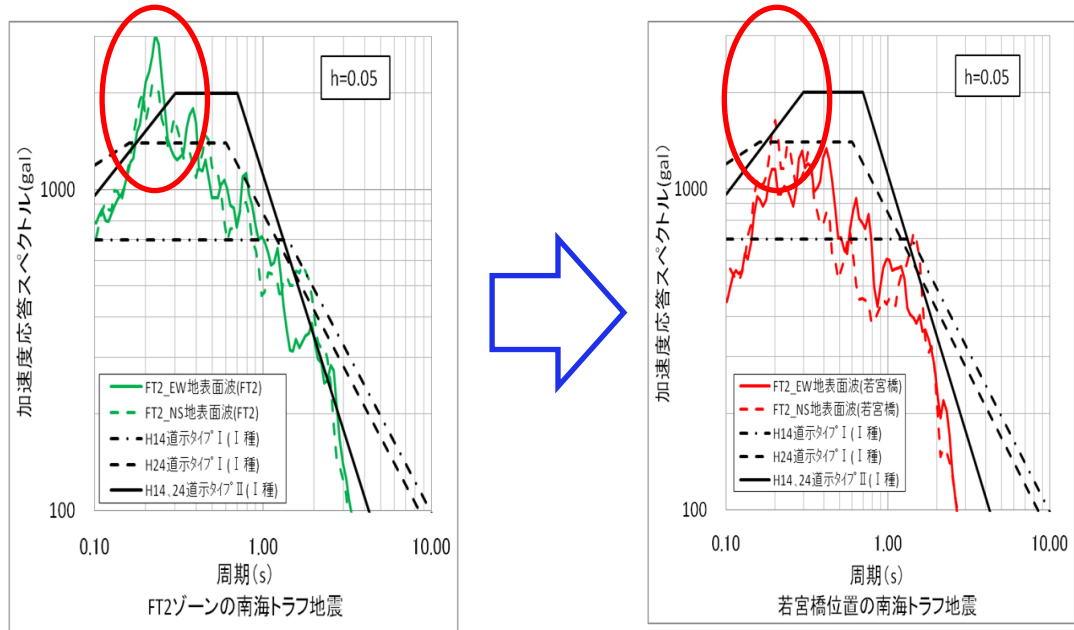 加速度応答スペクトル(gal)
h=0.05
1000
100
FT2_EW地表面波(FT2)
FT2_NS地表面波(FT2)
H14道示タイプⅠ(Ⅰ種)
H24道示タイプⅠ(Ⅰ種)
H14、24道示タイプⅡ(Ⅰ種)
0.10 1.00 10.00
周期(s)
FT2ゾーンの南海トラフ地震
加速度応答スペクトル(gal)
h=0.05
1000
100
FT2_EW地表面波(若宮橋)
FT2_NS地表面波(若宮橋)
H14道示タイプⅠ(Ⅰ種)
H24道示タイプⅠ(Ⅰ種)
H14、24道示タイプⅡ(Ⅰ種)
0.10 1.00 10.00
周期(s)
若宮橋位置の南海トラフ地震